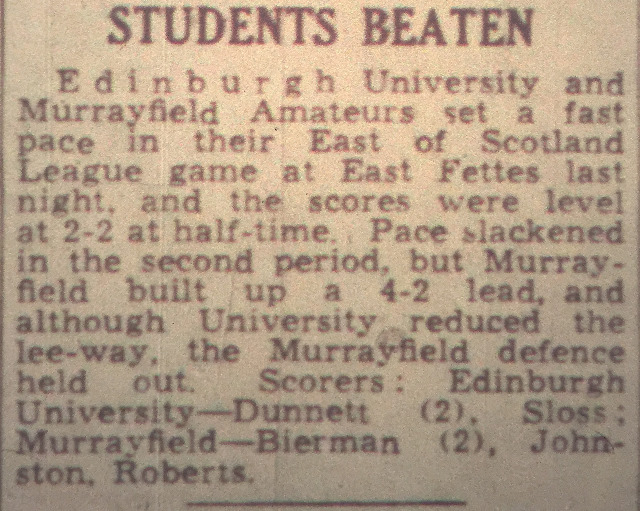 STUDENTS BEATEN
Edinburgh University and
Murrayfield Amateurs set a fast
pace in their East of Scotland
League game at East Fettes last
night, and the scores were level
at 2-2 at half-time. Pace slackened
in the second period, but Murray-
field built up a 4-2 lead, and
although University reduced the
lee-way, the Murrayfield defence
held out. Scorers: Edinburgh
University—Dunnett (2), Sloss;
Murrayfield—Bierman (2), John-
ston, Roberts.